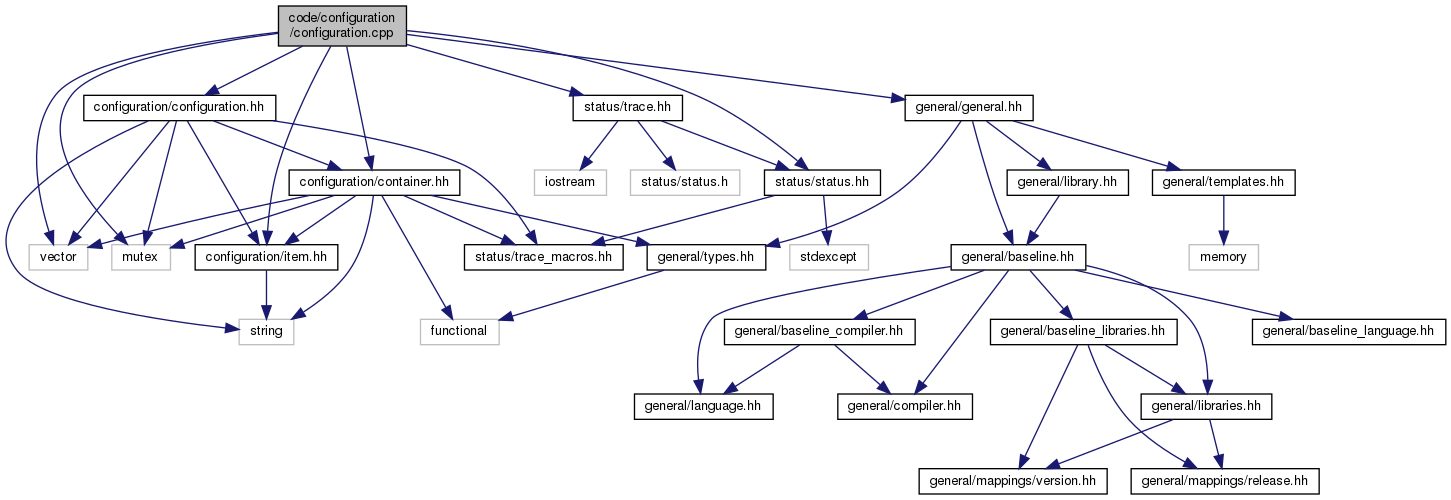 code/configuration
/configuration.cpp
configuration/configuration.hh
status/trace.hh
general/general.hh
iostream
status/status.h
status/status.hh
configuration/container.hh
general/library.hh
general/templates.hh
vector
mutex
configuration/item.hh
status/trace_macros.hh
general/types.hh
stdexcept
general/baseline.hh
memory
string
functional
general/baseline_compiler.hh
general/baseline_libraries.hh
general/baseline_language.hh
general/language.hh
general/compiler.hh
general/libraries.hh
general/mappings/version.hh
general/mappings/release.hh